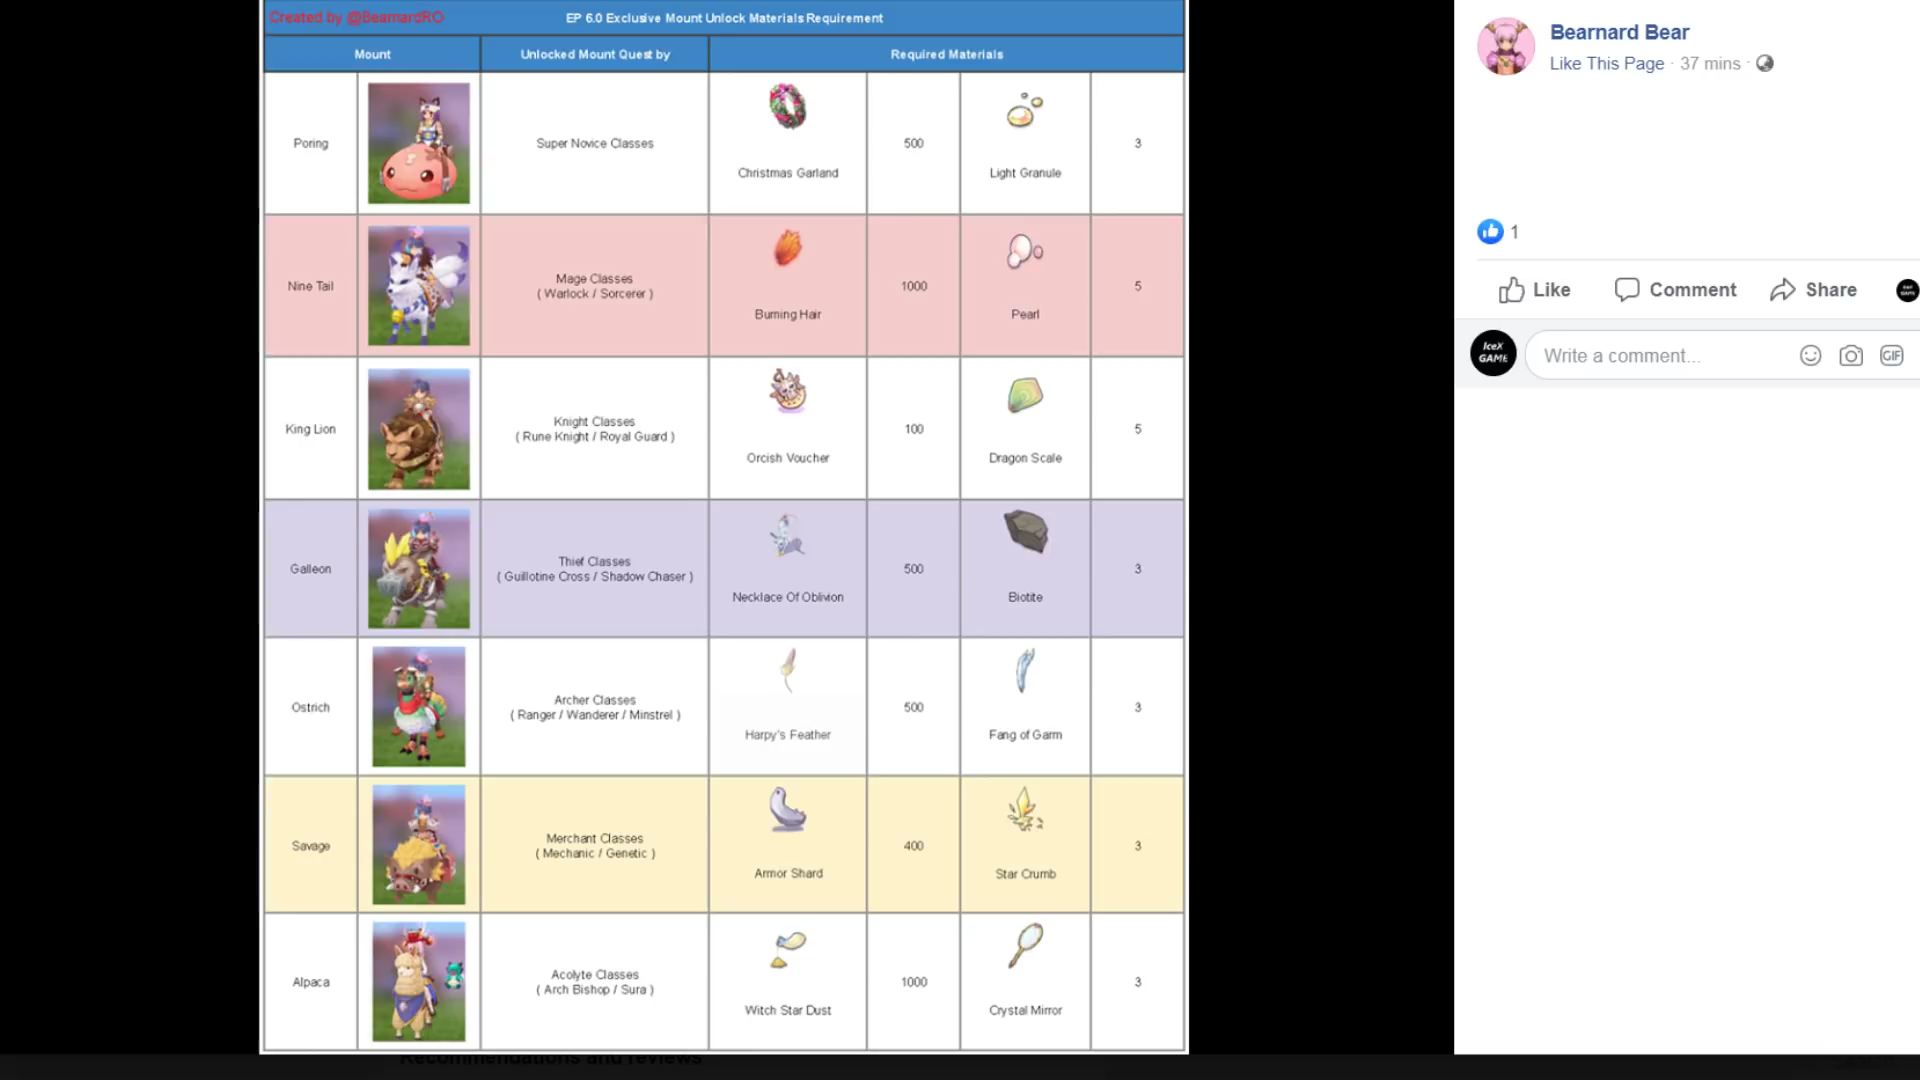 Created by @BearnardRO
EP 6.0 Exclusive Mount Unlock Materials Requirement
Mount
Unlocked Mount Quest by
Required Materials
Poring
Super Novice Classes
Christmas Garland
500
Light Granule
3
Nine Tail
Mage Classes
( Warlock / Sorcerer )
Burning Hair
1000
Pearl
5
King Lion
Knight Classes
( Rune Knight / Royal Guard )
Orcish Voucher
100
Dragon Scale
5
Galleon
Thief Classes
( Guillotine Cross / Shadow Chaser )
Necklace Of Oblivion
500
Biotite
3
Ostrich
Archer Classes
( Ranger / Wanderer / Minstrel )
Harpy's Feather
500
Fang of Garm
3
Savage
Merchant Classes
( Mechanic / Genetic )
Armor Shard
400
Star Crumb
3
Alpaca
Acolyte Classes
( Arch Bishop / Sura )
Witch Star Dust
1000
Crystal Mirror
3
Recommendations and reviews
Bearnard Bear
Like This Page · 37 mins ·
1
Like
Comment
Share
IceX
GAME
Write a comment...
GIF